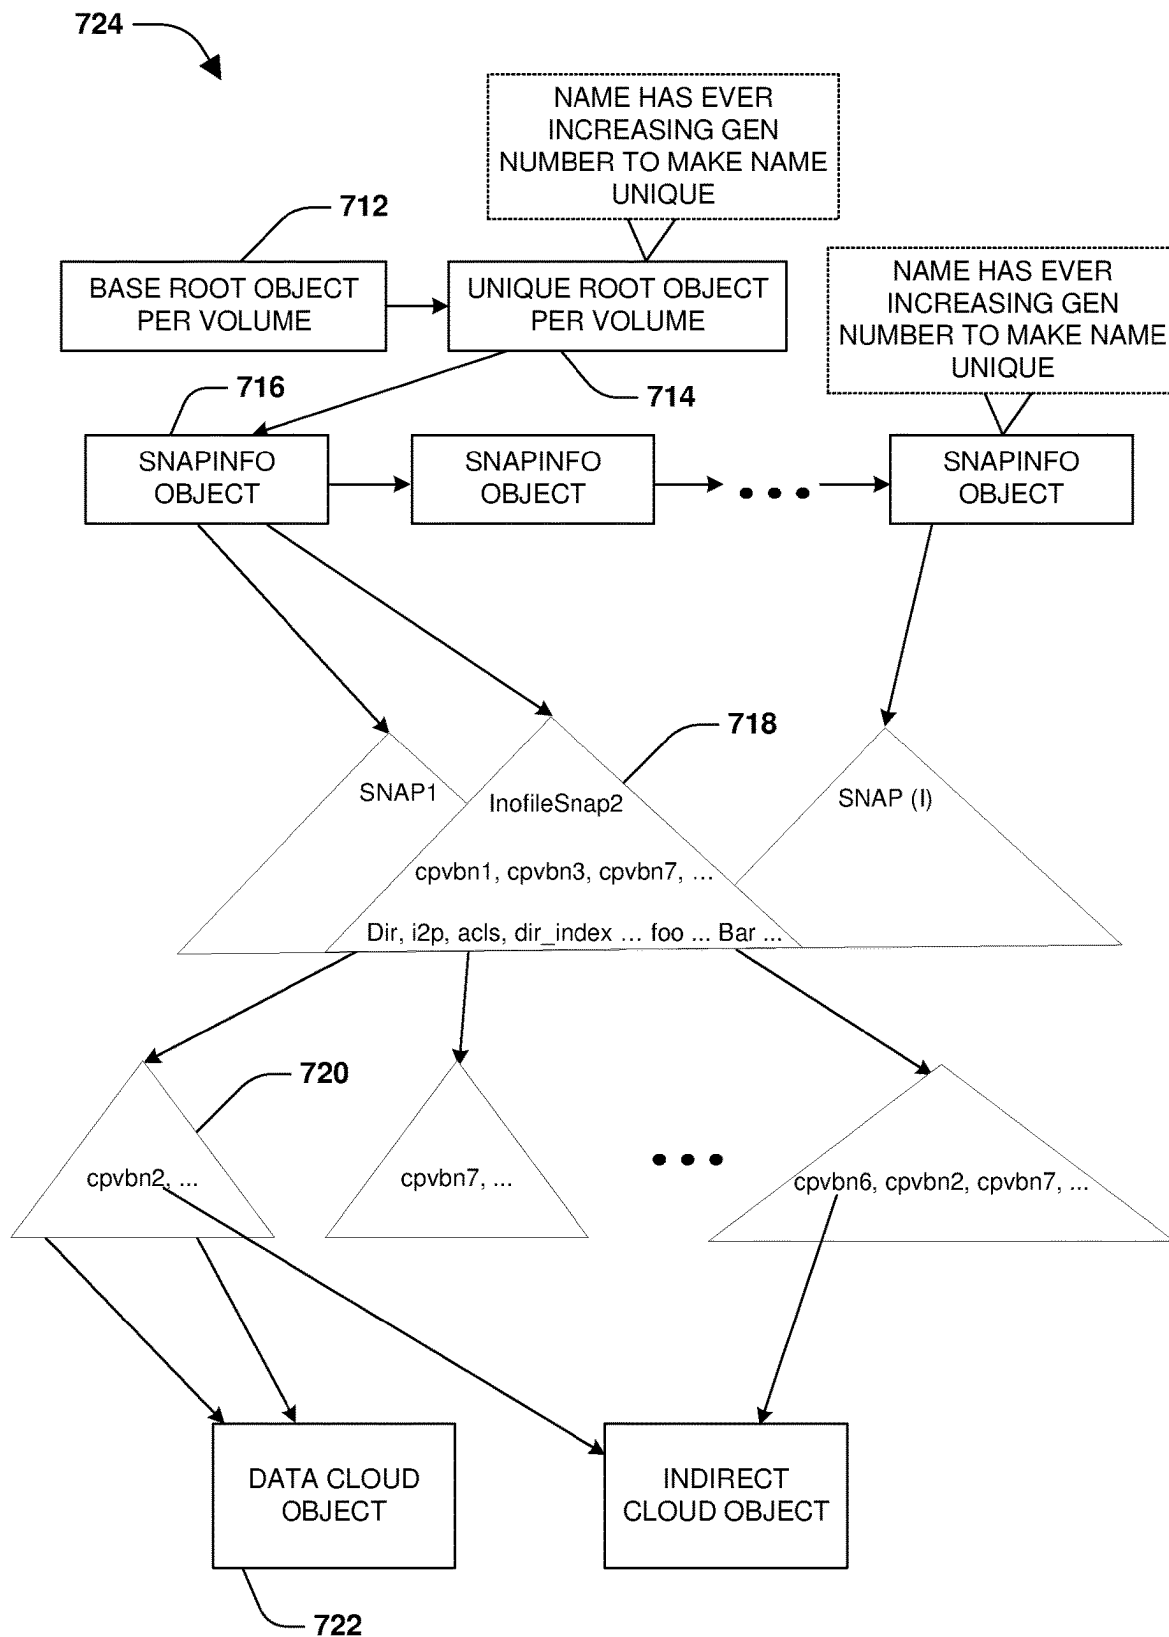 724
NAME HAS EVER
INCREASING GEN
NUMBER TO MAKE NAME
UNIQUE
712
BASE ROOT OBJECT
PER VOLUME
UNIQUE ROOT OBJECT
PER VOLUME
NAME HAS EVER
INCREASING GEN
NUMBER TO MAKE NAME
UNIQUE
716
714
SNAPINFO
OBJECT
SNAPINFO
OBJECT
• • •
SNAPINFO
OBJECT
718
SNAP1
InofileSnap2
SNAP (I)
cpvbn1, cpvbn3, cpvbn7, ...
Dir, i2p, acls, dir_index ... foo ... Bar ...
720
cpvbn2, ...
cpvbn7, ...
• • •
cpvbn6, cpvbn2, cpvbn7, ...
DATA CLOUD
OBJECT
INDIRECT
CLOUD OBJECT
722